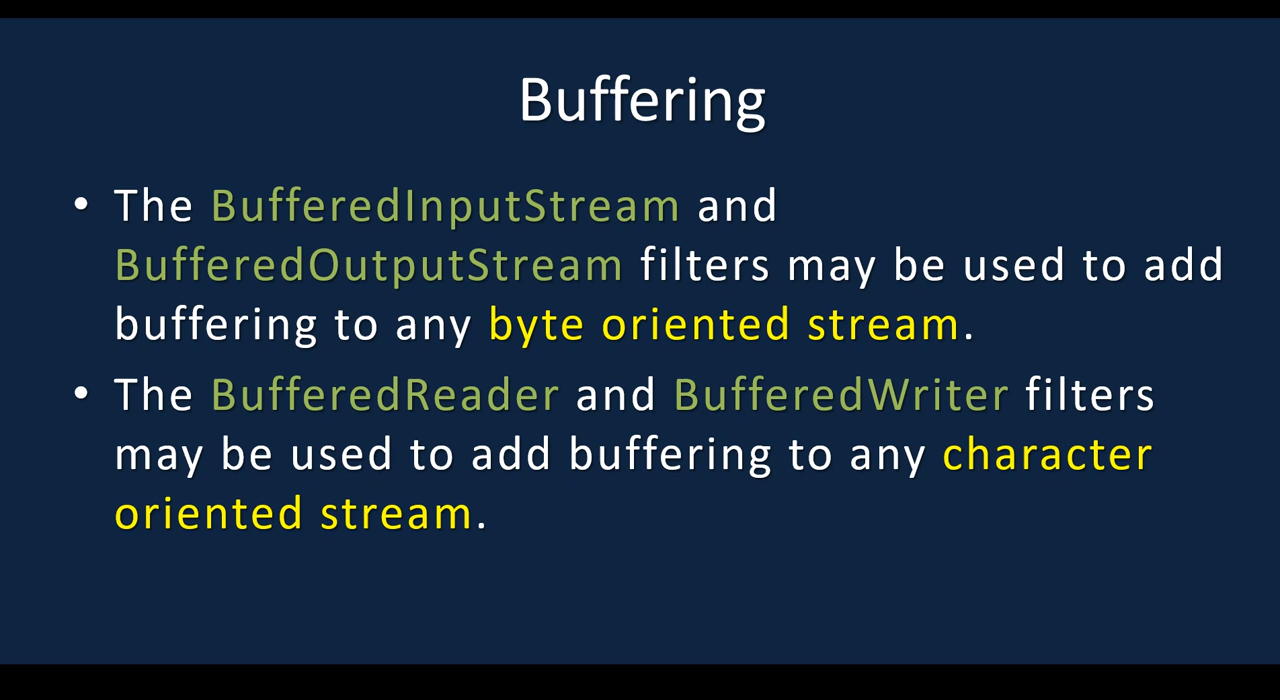 Buffering
• The BufferedInputStream and
BufferedOutputStream filters may be used to add
buffering to any byte oriented stream.
• The BufferedReader and BufferedWriter filters
may be used to add buffering to any character
oriented stream.